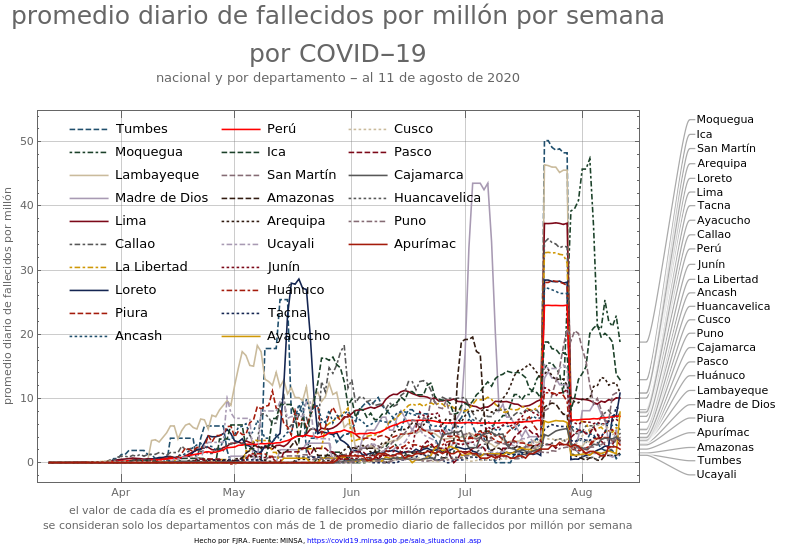 promedio diario de fallecidos por millón por semana
por COVID−19
nacional y por departamento − al 11 de agosto de 2020
promedio diario de fallecidos por millón
50
40
30
20
10
0
Tumbes
Moquegua
Lambayeque
Madre de Dios
Lima
Callao
La Libertad
Loreto
Piura
Ancash
Perú
Ica
San Martín
Amazonas
Arequipa
Ucayali
Junín
Huánuco
Tacna
Ayacucho
Cusco
Pasco
Cajamarca
Huancavelica
Puno
Apurímac
Moquegua
Ica
San Martín
Arequipa
Loreto
Lima
Tacna
Ayacucho
Callao
Perú
Junín
La Libertad
Ancash
Huancavelica
Cusco
Puno
Cajamarca
Pasco
Huánuco
Lambayeque
Madre de Dios
Piura
Apurímac
Amazonas
Tumbes
Ucayali
Apr May Jun Jul Aug
el valor de cada día es el promedio diario de fallecidos por millón reportados durante una semana
se consideran solo los departamentos con más de 1 de promedio diario de fallecidos por millón por semana
Hecho por FJRA. Fuente: MINSA, https://covid19.minsa.gob.pe/sala_situacional .asp